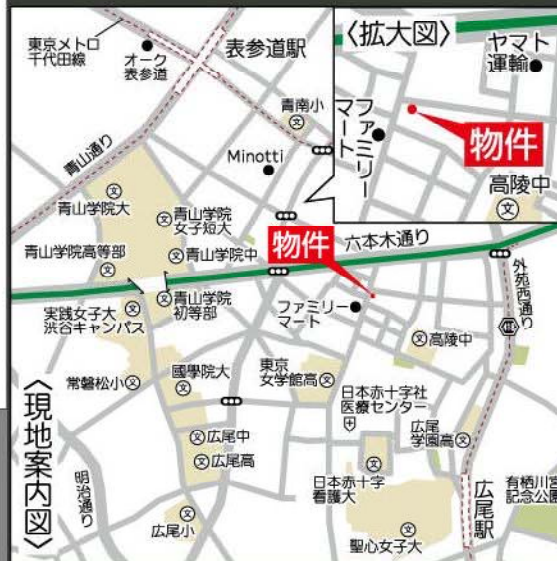 東京メトロ
千代田線
オーク
表参道
表参道駅
青南小
Minotti
青山通り
青山学院大
青山学院
女子短大
青山学院高等部
青山学院中
〈拡大図〉
ヤマト
運輸
ファミリー
マート
物件
高陵中
六本木通り
物件
外苑西通り
青山学院
初等部
実践女子大
渋谷キャンパス
ファミリー
マート
高陵中
常磐松小
國學院大
東京
女学館高
日本赤十字社
医療センター
広尾
学園高
広尾中
広尾高
〈現地案内図〉
明治通り
日本赤十字
看護大
広尾駅
有栖川宮
記念公園
広尾小
聖心女子大